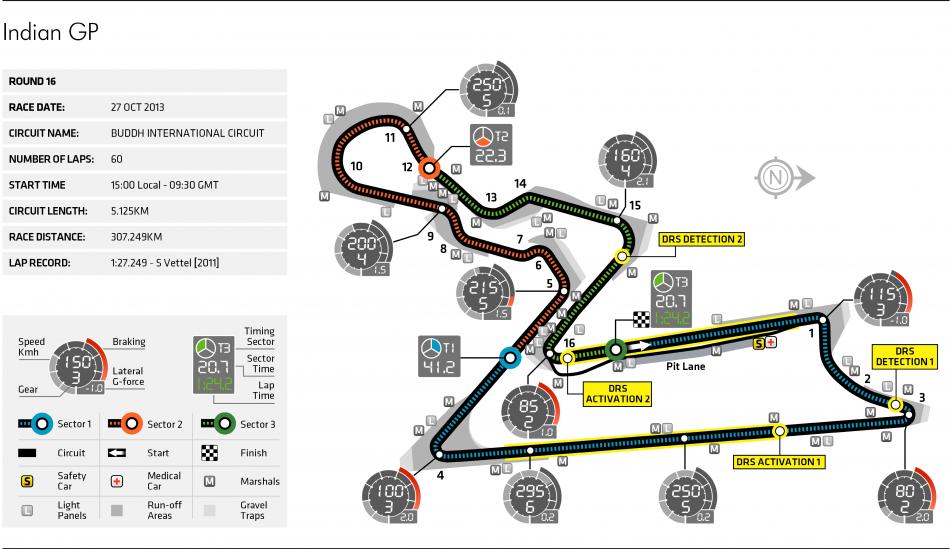 Indian GP
ROUND 16
RACE DATE: 27 OCT 2013
CIRCUIT NAME: BUDDH INTERNATIONAL CIRCUIT
NUMBER OF LAPS: 60
START TIME 15:00 Local - 09:30 GMT
CIRCUIT LENGTH: 5.125KM
RACE DISTANCE: 307.249KM
LAP RECORD: 1:27.249 - S Vettel [2011]
Speed Kmh
Gear
150
3
-1.0
Braking
Lateral G-force
T3
20.7
1:24.2
Timing Sector
Sector Time
Lap Time
Sector 1
Sector 2
Sector 3
Circuit
Start
Finish
S
Safety Car
Medical Car
M
Marshals
L
Light Panels
Run-off Areas
Gravel Traps
250
5
0.1
T2
22.3
11
10
12
13
14
15
160
4
2.1
N
200
4
1.5
9
8
7
6
5
215
5
1.5
DRS DETECTION 2
T3
20.7
1:24.2
T1
41.2
16
Pit Lane
S
1
115
3
-1.0
DRS DETECTION 1
2
3
DRS ACTIVATION 2
85
2
1.0
DRS ACTIVATION 1
4
100
3
2.0
295
6
0.2
250
5
0.2
80
2
2.0